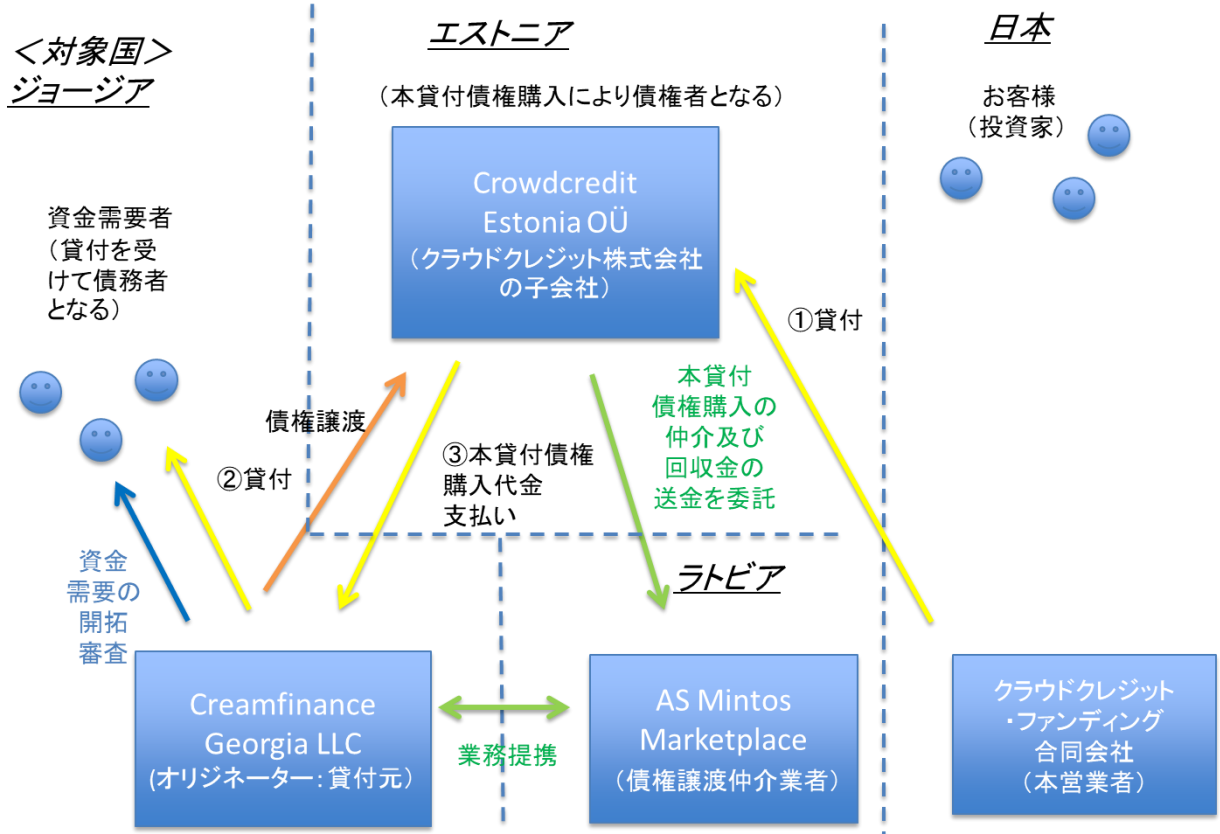 <対象国>
ジョージア
エストニア
日本
(本貸付債権購入により債権者となる)
お客様
(投資家)
Crowdcredit
Estonia OÜ
(クラウドクレジット株式会社
の子会社)
資金需要者
(貸付を受
けて債務者
となる)
①貸付
債権譲渡
②貸付
③本貸付債権
購入代金
支払い
本貸付
債権購入の
仲介及び
回収金の
送金を委託
資金
需要の
開拓
審査
ラトビア
Creamfinance
Georgia LLC
(オリジネーター:貸付元)
業務提携
AS Mintos
Marketplace
(債権譲渡仲介業者)
クラウドクレジット
・ファンディング
合同会社
(本営業者)